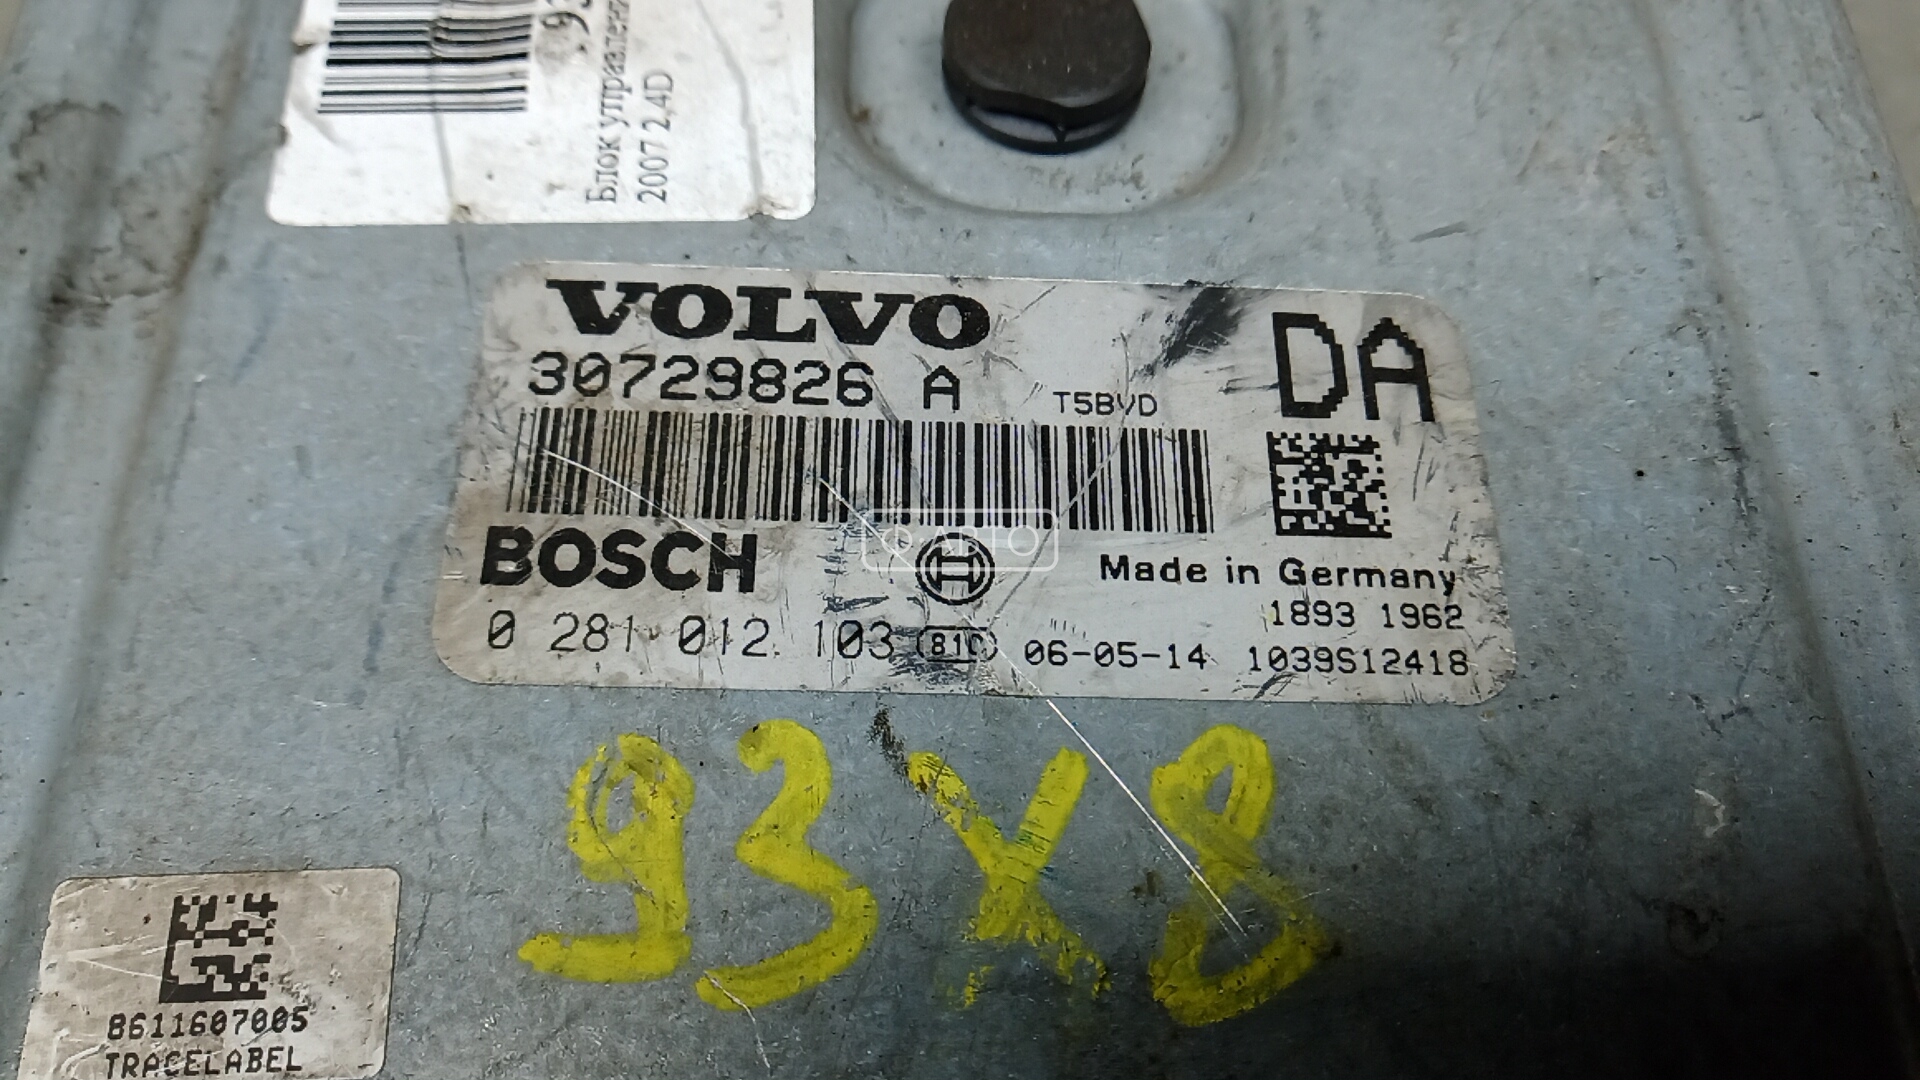 Блок управлени
2007 2.4D
VOLVO
30729826 A
T5BVD
DA
BOSCH
Ф-АВТО
Made in Germany
1893 1962
0 281 012 103
06-05-14
1039S12418
93X8
8611607005
TRACELABEL